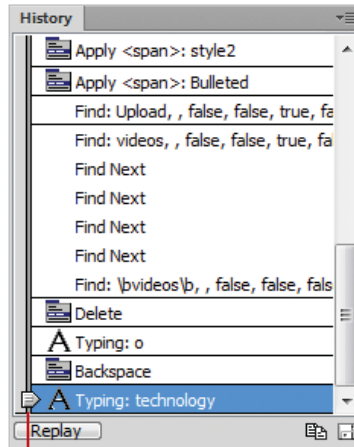 History
Apply <span>: style2
Apply <span>: Bulleted
Find: Upload, , false, false, true, fa
Find: videos, , false, false, true, fal
Find Next
Find Next
Find Next
Find Next
Find: \bvideos\b, , false, false, fals
Delete
A Typing: o
Backspace
A Typing: technology
Replay